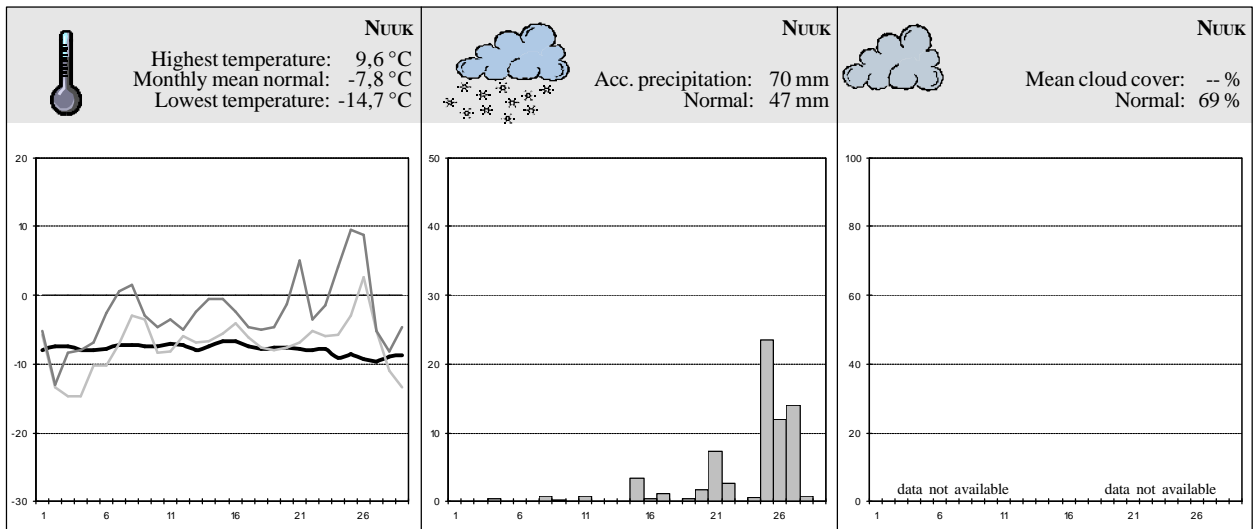 NUUK
Highest temperature: 9,6 °C
Monthly mean normal: -7,8 °C
Lowest temperature: -14,7 °C
20
10
0
-10
-20
-30
1 6 11 16 21 26
NUUK
Acc. precipitation: 70 mm
Normal: 47 mm
50
40
30
20
10
0
1 6 11 16 21 26
NUUK
Mean cloud cover: -- %
Normal: 69 %
100
80
60
40
20
0
data not available data not available
1 6 11 16 21 26